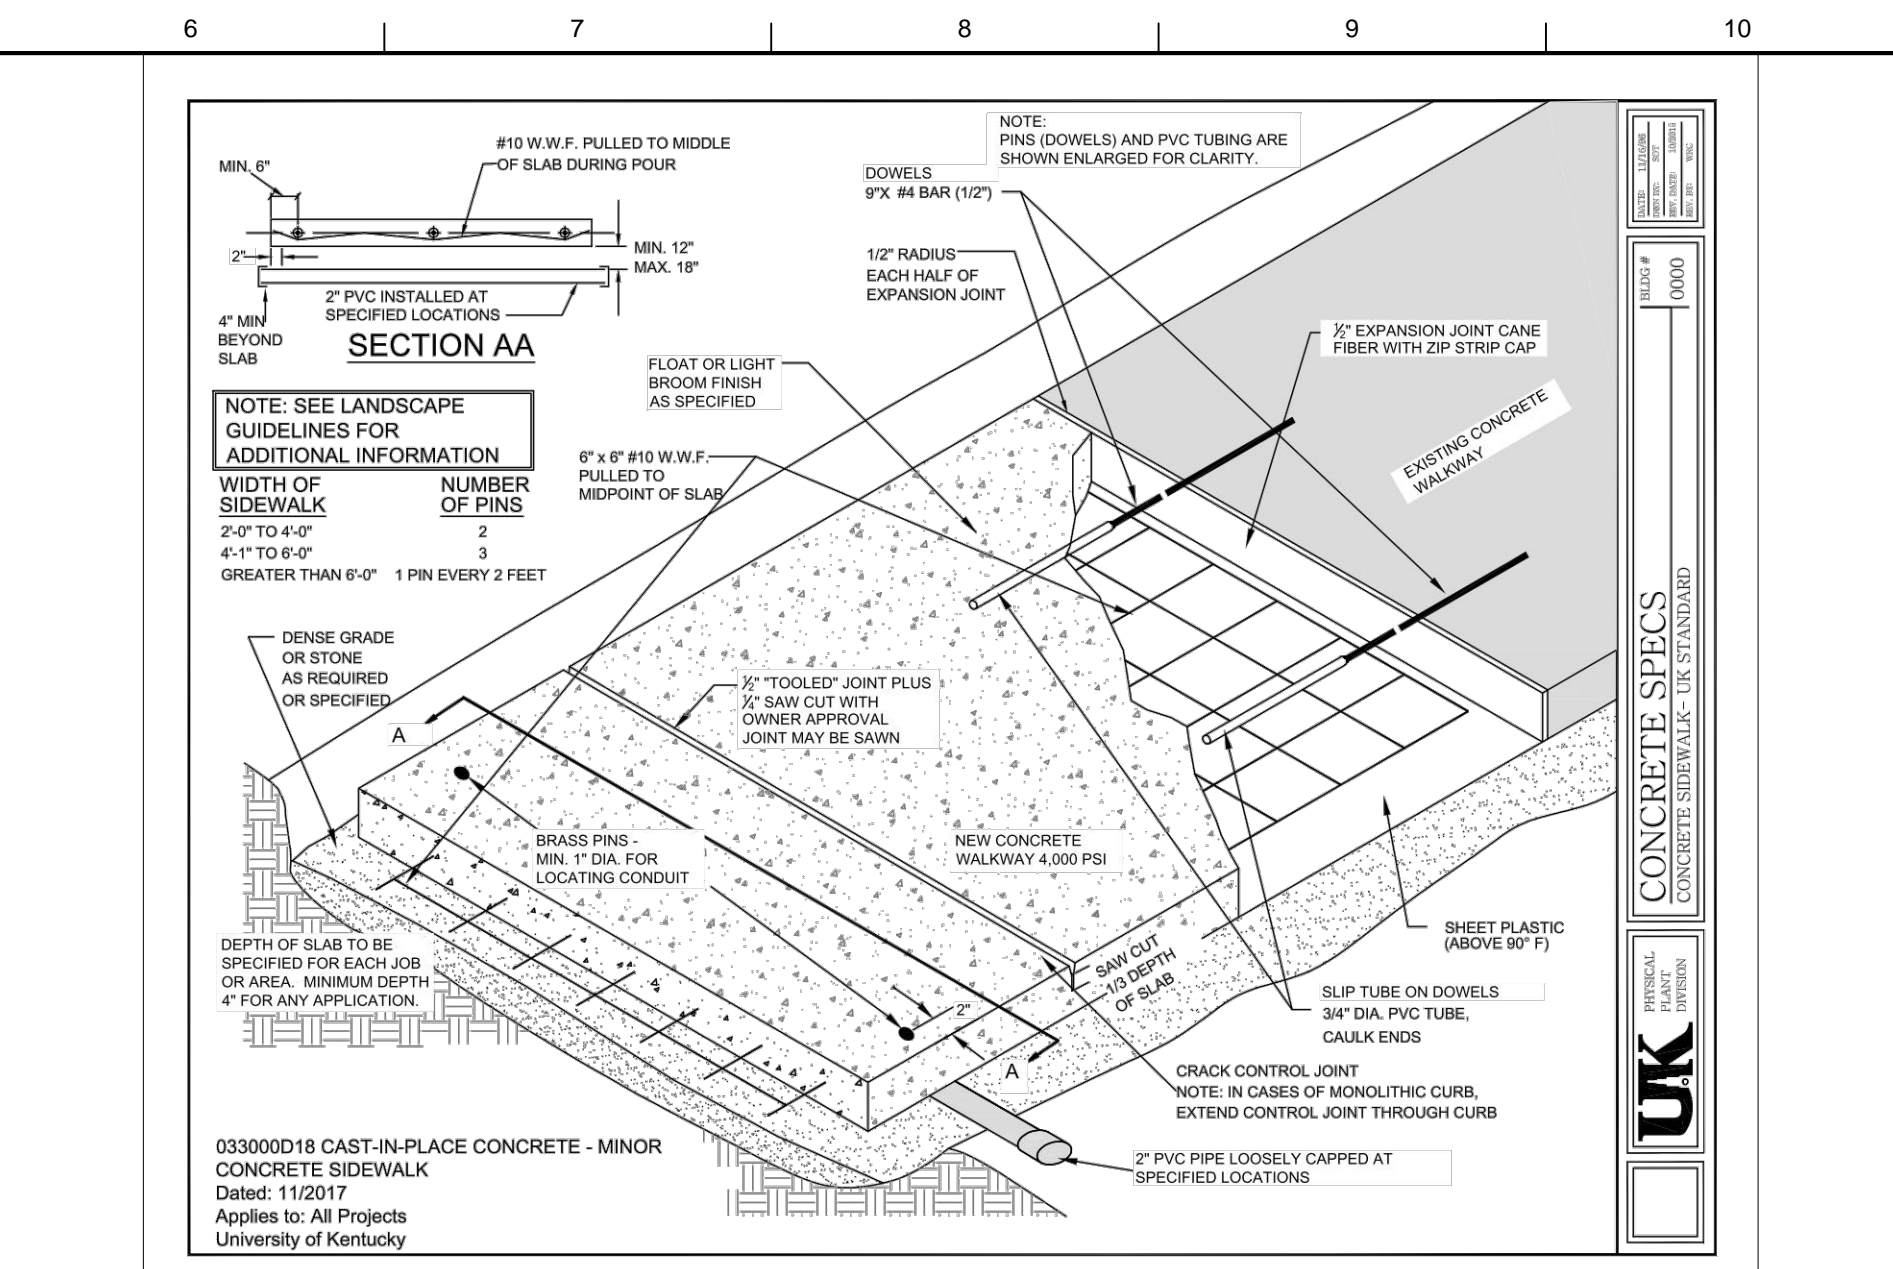 6 7 8 9 10
#10 W.W.F. PULLED TO MIDDLE
OF SLAB DURING POUR
MIN. 6"
2"
MIN. 12"
MAX. 18"
2" PVC INSTALLED AT
SPECIFIED LOCATIONS
4" MIN
BEYOND
SLAB
SECTION AA
NOTE: SEE LANDSCAPE
GUIDELINES FOR
ADDITIONAL INFORMATION
WIDTH OF SIDEWALK NUMBER OF PINS
2'-0" TO 4'-0" 2
4'-1" TO 6'-0" 3
GREATER THAN 6'-0" 1 PIN EVERY 2 FEET
NOTE:
PINS (DOWELS) AND PVC TUBING ARE
SHOWN ENLARGED FOR CLARITY.
DOWELS
9"X #4 BAR (1/2")
1/2" RADIUS
EACH HALF OF
EXPANSION JOINT
½" EXPANSION JOINT CANE
FIBER WITH ZIP STRIP CAP
FLOAT OR LIGHT
BROOM FINISH
AS SPECIFIED
EXISTING CONCRETE
WALKWAY
6" x 6" #10 W.W.F.
PULLED TO
MIDPOINT OF SLAB
DENSE GRADE
OR STONE
AS REQUIRED
OR SPECIFIED
A
½" "TOOLED" JOINT PLUS
¼" SAW CUT WITH
OWNER APPROVAL
JOINT MAY BE SAWN
BRASS PINS -
MIN. 1" DIA. FOR
LOCATING CONDUIT
NEW CONCRETE
WALKWAY 4,000 PSI
SHEET PLASTIC
(ABOVE 90° F)
DEPTH OF SLAB TO BE
SPECIFIED FOR EACH JOB
OR AREA. MINIMUM DEPTH
4" FOR ANY APPLICATION.
SAW CUT
1/3 DEPTH
OF SLAB
2"
A
SLIP TUBE ON DOWELS
3/4" DIA. PVC TUBE,
CAULK ENDS
CRACK CONTROL JOINT
NOTE: IN CASES OF MONOLITHIC CURB,
EXTEND CONTROL JOINT THROUGH CURB
2" PVC PIPE LOOSELY CAPPED AT
SPECIFIED LOCATIONS
033000D18 CAST-IN-PLACE CONCRETE - MINOR
CONCRETE SIDEWALK
Dated: 11/2017
Applies to: All Projects
University of Kentucky
DATE: 11/16/96
DRWN BY: SOT
REV. DATE:
REV. BY: WRC
BLDG #
0000
CONCRETE SPECS
CONCRETE SIDEWALK- UK STANDARD
PHYSICAL
PLANT
DIVISION
UK